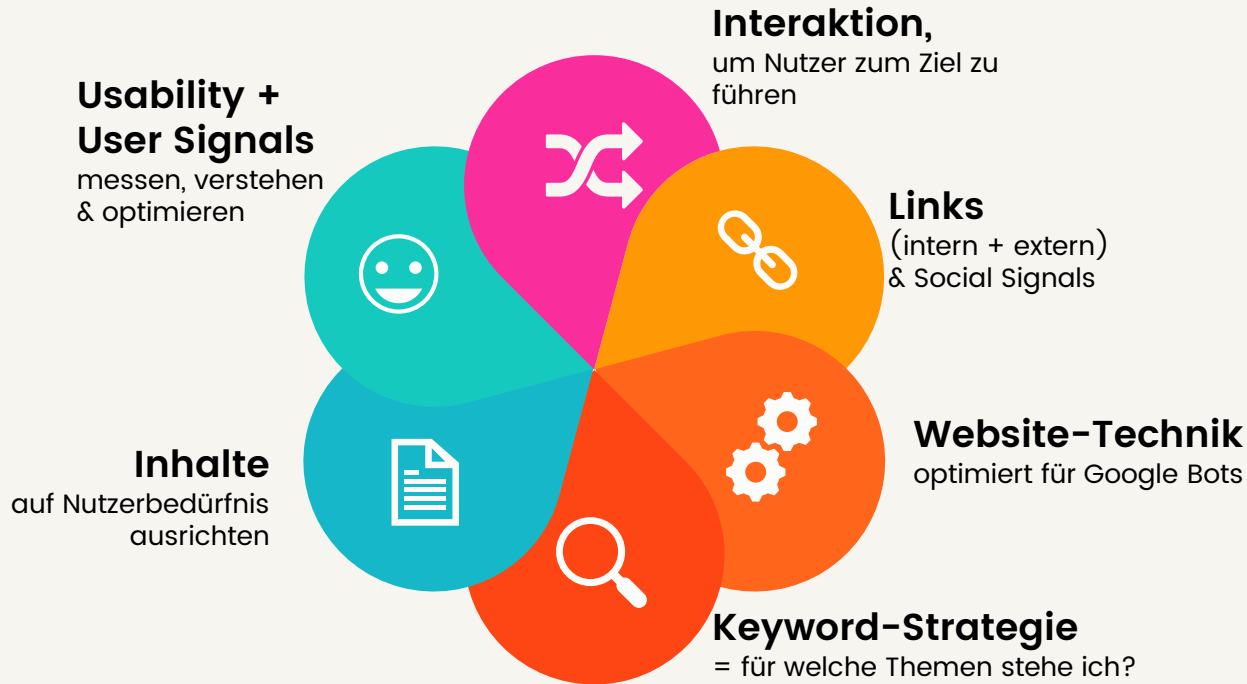 Interaktion,
um Nutzer zum Ziel zu
führen
Usability +
User Signals
messen, verstehen
& optimieren
Links
(intern + extern)
& Social Signals
Website-Technik
optimiert für Google Bots
Inhalte
auf Nutzerbedürfnis
ausrichten
Keyword-Strategie
= für welche Themen stehe ich?